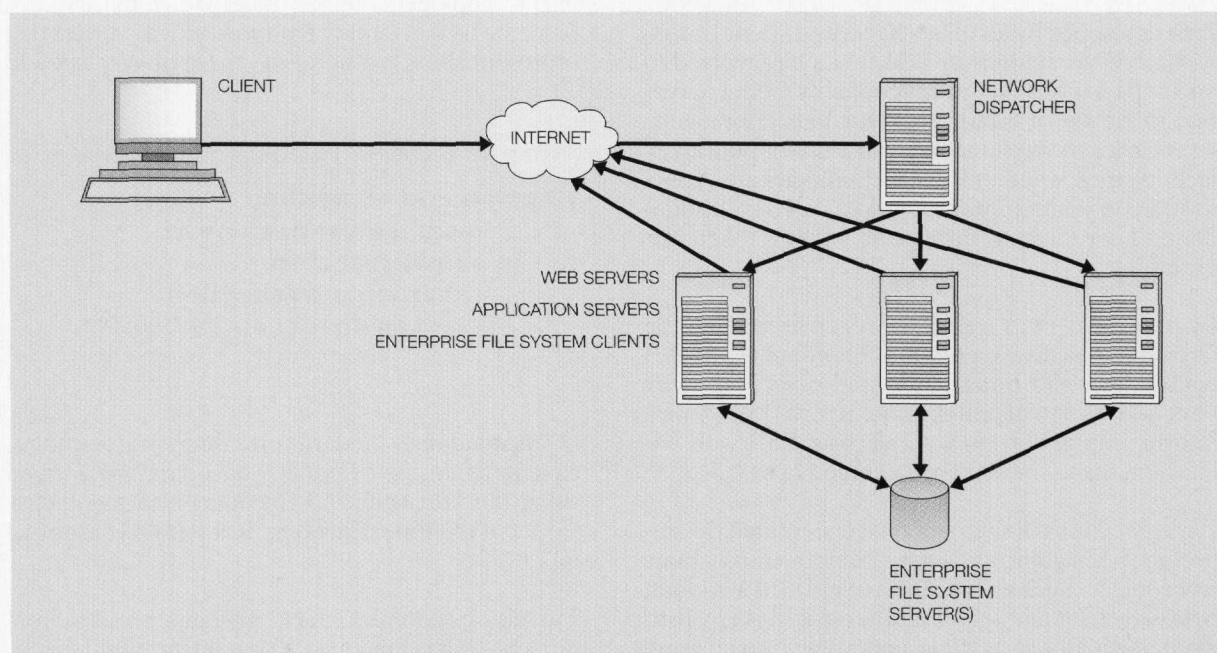 CLIENT
NETWORK
DISPATCHER
INTERNET
WEB SERVERS
APPLICATION SERVERS
ENTERPRISE FILE SYSTEM CLIENTS
ENTERPRISE
FILE SYSTEM
SERVER(S)